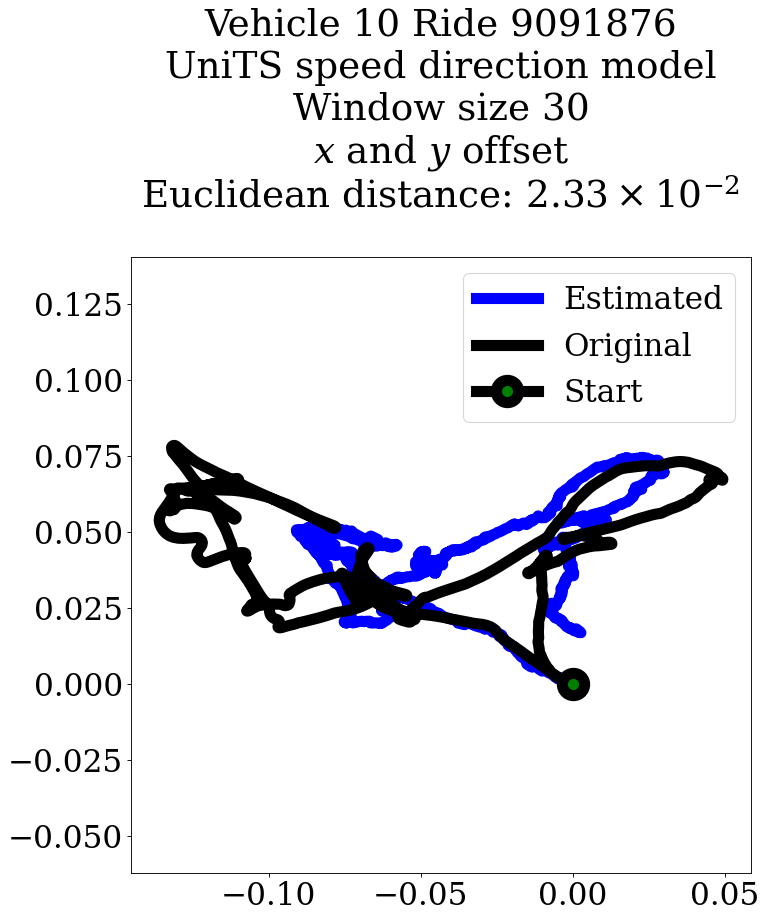 Vehicle 10 Ride 9091876
UniTS speed direction model
Window size 30
x and y offset
Euclidean distance: 2.33 × 10⁻²
Estimated
Original
Start
0.125
0.100
0.075
0.050
0.025
0.000
−0.025
−0.050
−0.10 −0.05 0.00 0.05